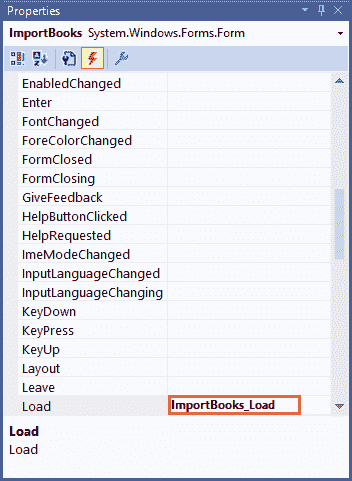 Properties
ImportBooks System.Windows.Forms.Form
EnabledChanged
Enter
FontChanged
ForeColorChanged
FormClosed
FormClosing
GiveFeedback
HelpButtonClicked
HelpRequested
ImeModeChanged
InputLanguageChanged
InputLanguageChanging
KeyDown
KeyPress
KeyUp
Layout
Leave
Load ImportBooks_Load
Load
Load